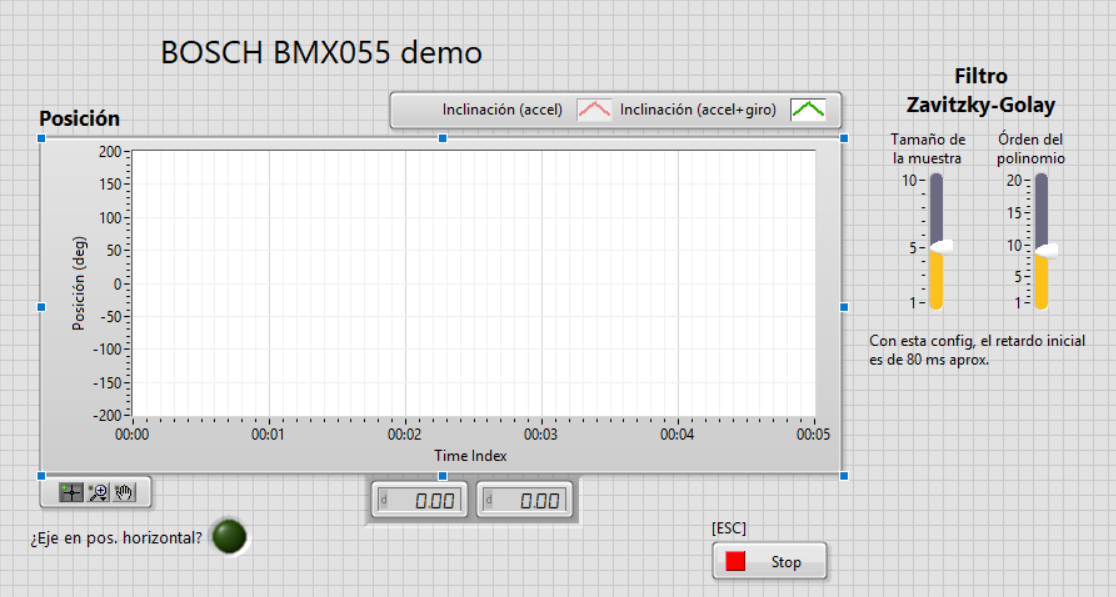 BOSCH BMX055 demo
Filtro
Zavitzky-Golay
Posición
Inclinación (accel)
Inclinación (accel+giro)
Tamaño de
la muestra
Órden del
polinomio
10
5
1
20
15
10
5
1
Posición (deg)
200
150
100
50
0
-50
-100
-150
-200
00:00
00:01
00:02
00:03
00:04
00:05
Time Index
Con esta config, el retardo inicial
es de 80 ms aprox.
d 0.00
d 0.00
¿Eje en pos. horizontal?
[ESC]
Stop